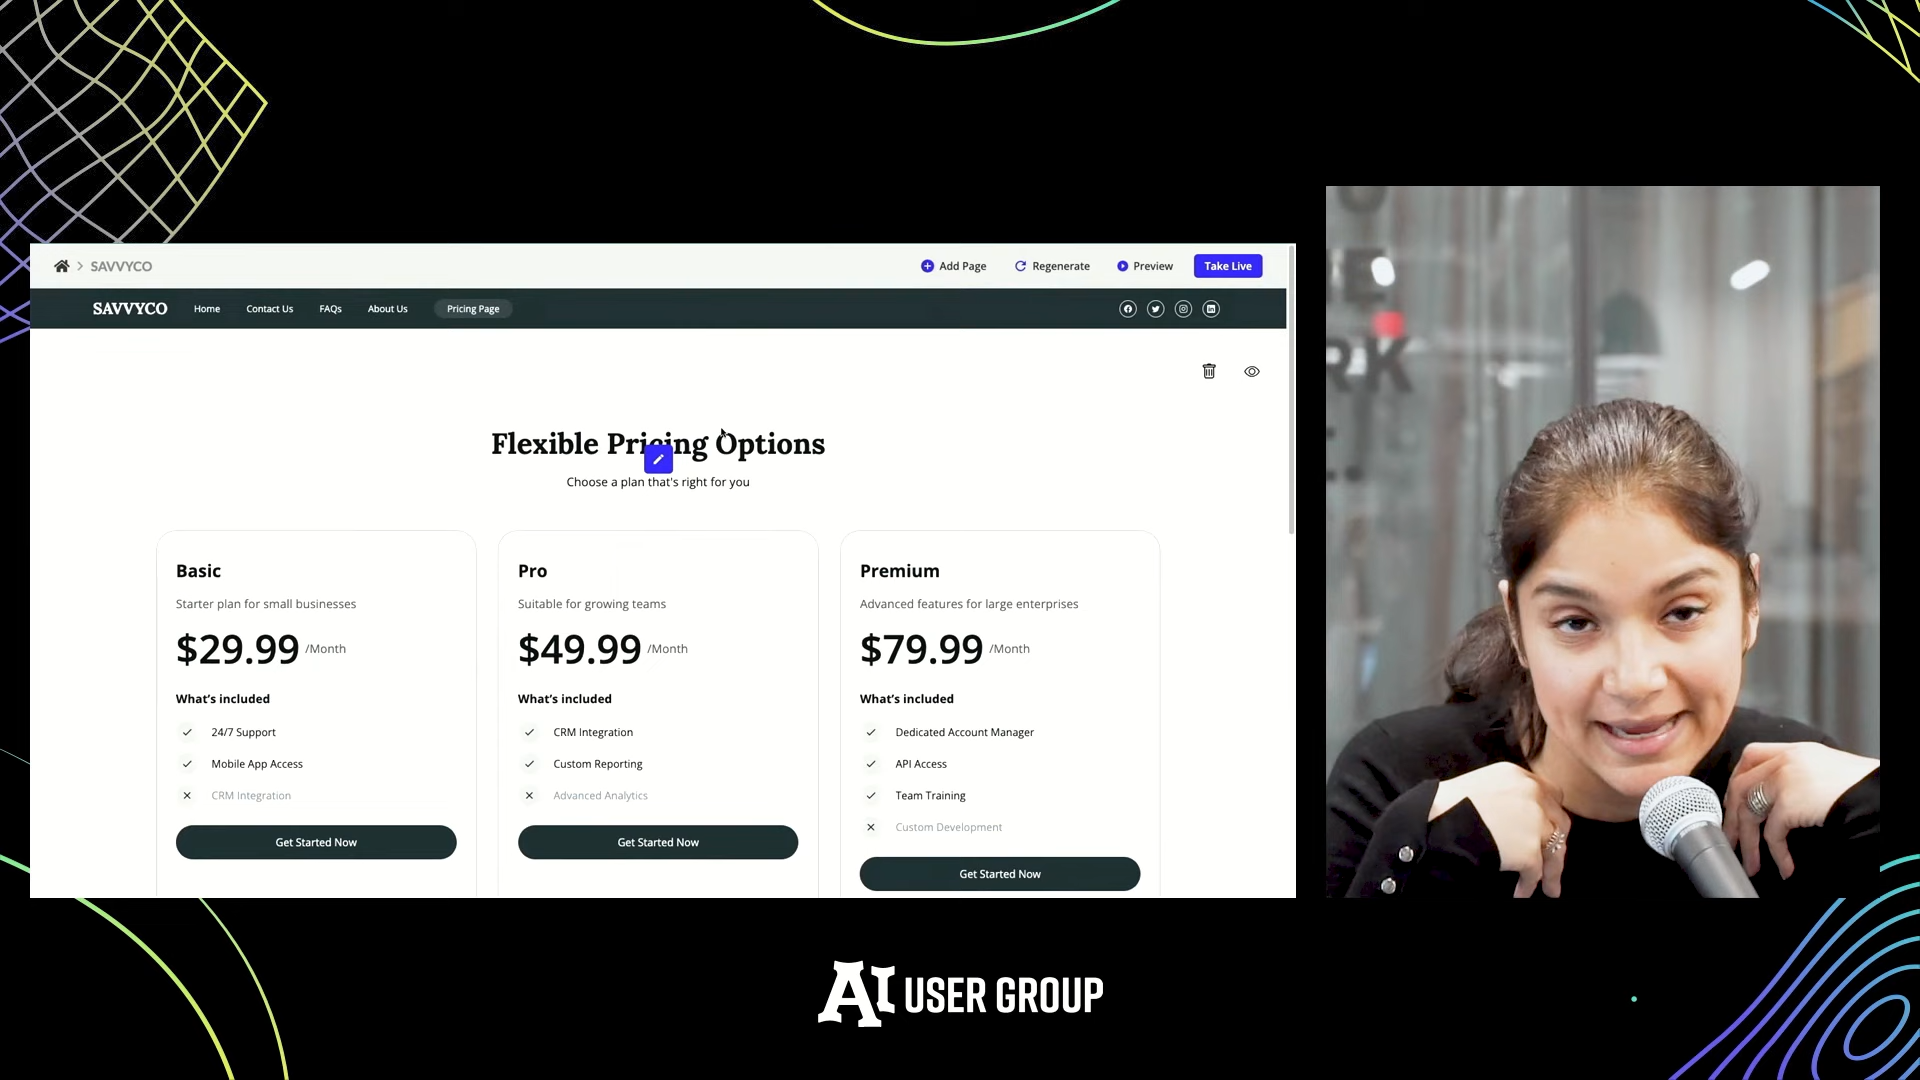 SAVVYCO
Add Page
Regenerate
Preview
Take Live
SAVVYCO
Home
Contact Us
FAQs
About Us
Pricing Page
Flexible Pricing Options
Choose a plan that's right for you
Basic
Starter plan for small businesses
$29.99 /Month
What's included
24/7 Support
Mobile App Access
CRM Integration
Get Started Now
Pro
Suitable for growing teams
$49.99 /Month
What's included
CRM Integration
Custom Reporting
Advanced Analytics
Get Started Now
Premium
Advanced features for large enterprises
$79.99 /Month
What's included
Dedicated Account Manager
API Access
Team Training
Custom Development
Get Started Now
AI USER GROUP